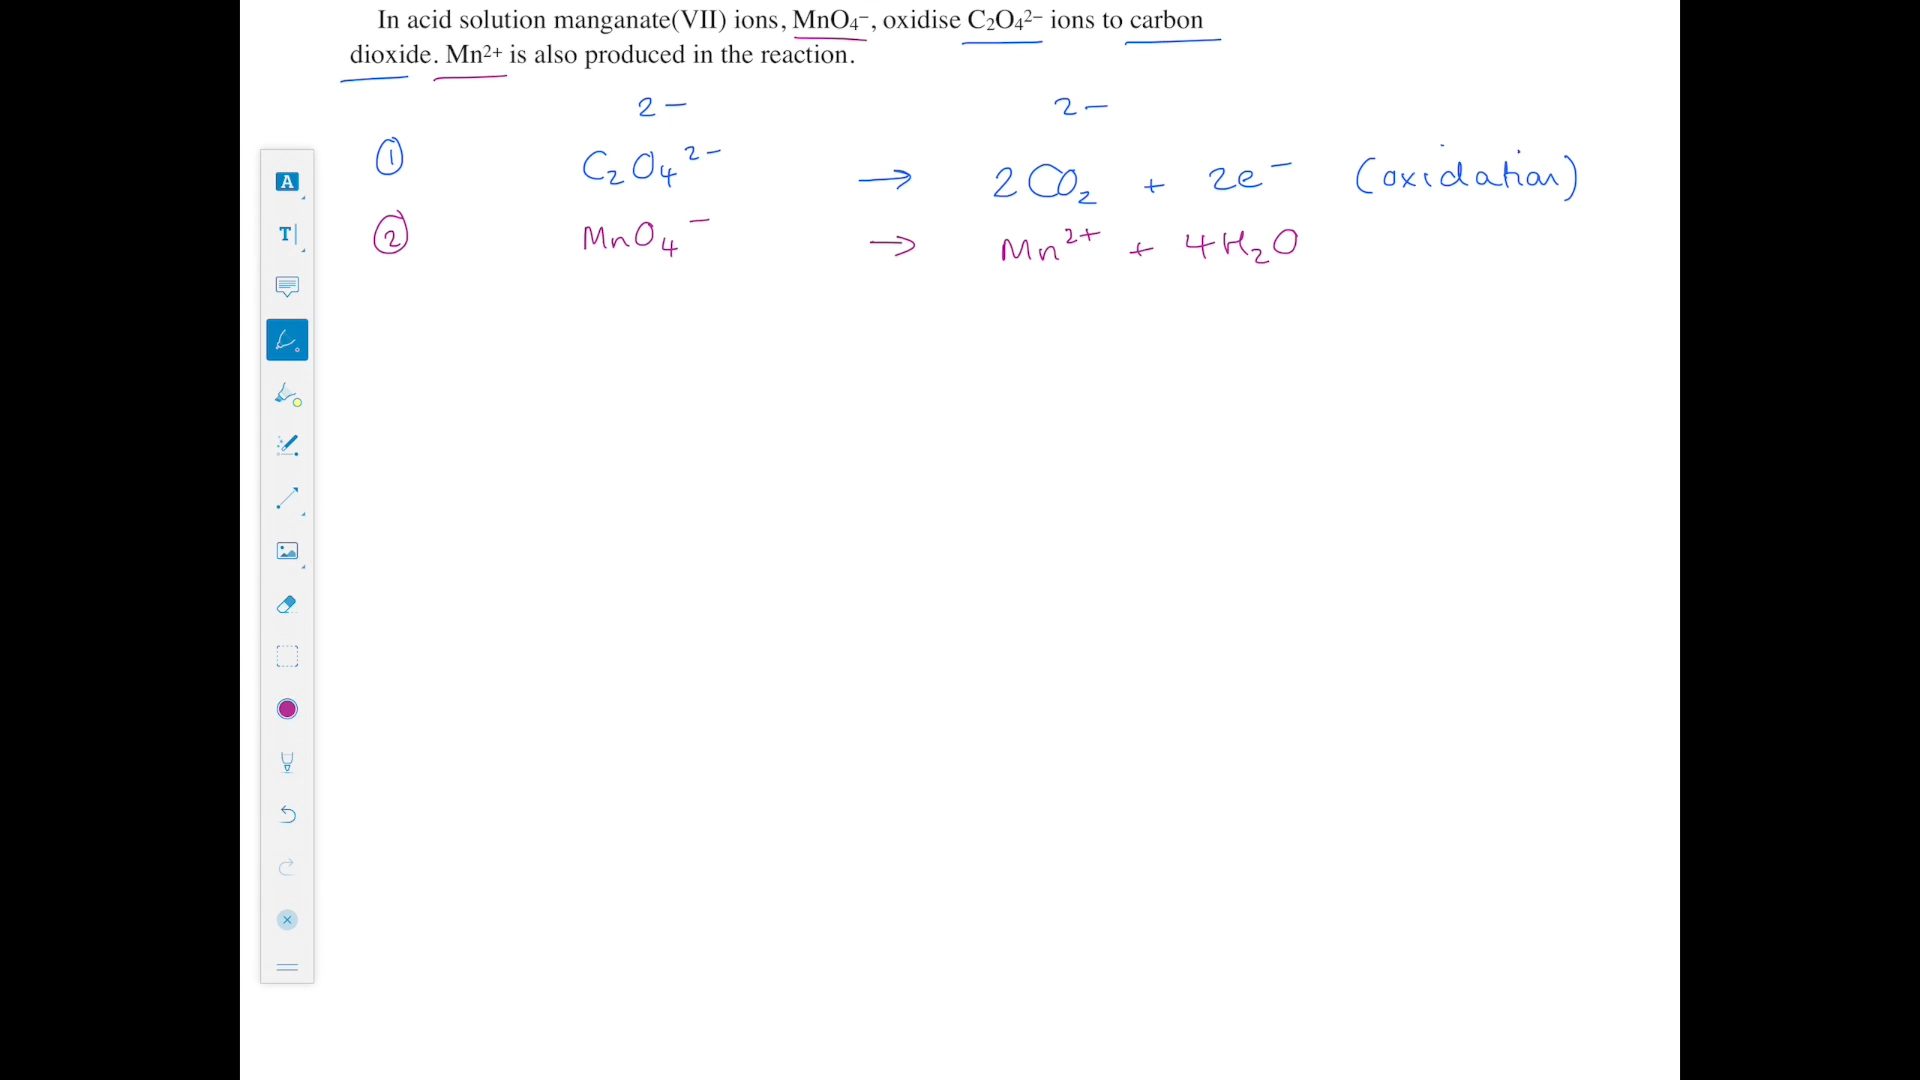 In acid solution manganate(VII) ions, MnO₄⁻, oxidise C₂O₄²⁻ ions to carbon
dioxide. Mn²⁺ is also produced in the reaction.
2− 2−
① C₂O₄²⁻ → 2CO₂ + 2e⁻ (oxidation)
② MnO₄⁻ → Mn²⁺ + 4H₂O
A
T